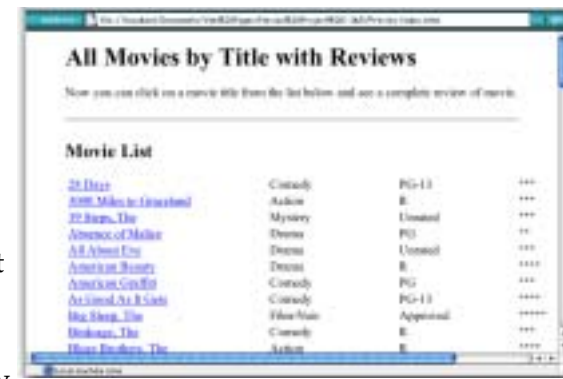 All Movies by Title with Reviews
Now you can click on a movie title from the list below and see a complete review of movie.
Movie List
28 Days Comedy PG-13 ***
3000 Miles to Graceland Action R ***
39 Steps, The Mystery Unrated ***
Absence of Malice Drama PG **
All About Eve Drama Unrated ***
American Beauty Drama R ****
American Graffiti Comedy PG ***
As Good As It Gets Comedy PG-13 ****
Big Sleep, The Film-Noir Approved *****
Birdcage, The Comedy R ***
Blues Brothers, The Action R ****